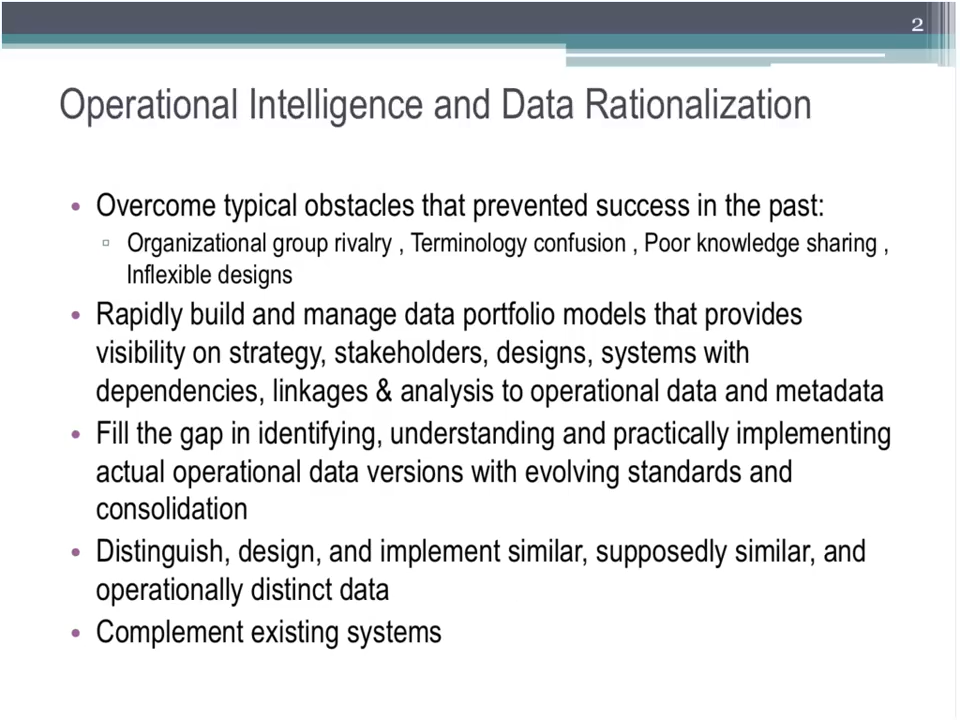 2
Operational Intelligence and Data Rationalization
• Overcome typical obstacles that prevented success in the past:
▫ Organizational group rivalry , Terminology confusion , Poor knowledge sharing ,
Inflexible designs
• Rapidly build and manage data portfolio models that provides
visibility on strategy, stakeholders, designs, systems with
dependencies, linkages & analysis to operational data and metadata
• Fill the gap in identifying, understanding and practically implementing
actual operational data versions with evolving standards and
consolidation
• Distinguish, design, and implement similar, supposedly similar, and
operationally distinct data
• Complement existing systems